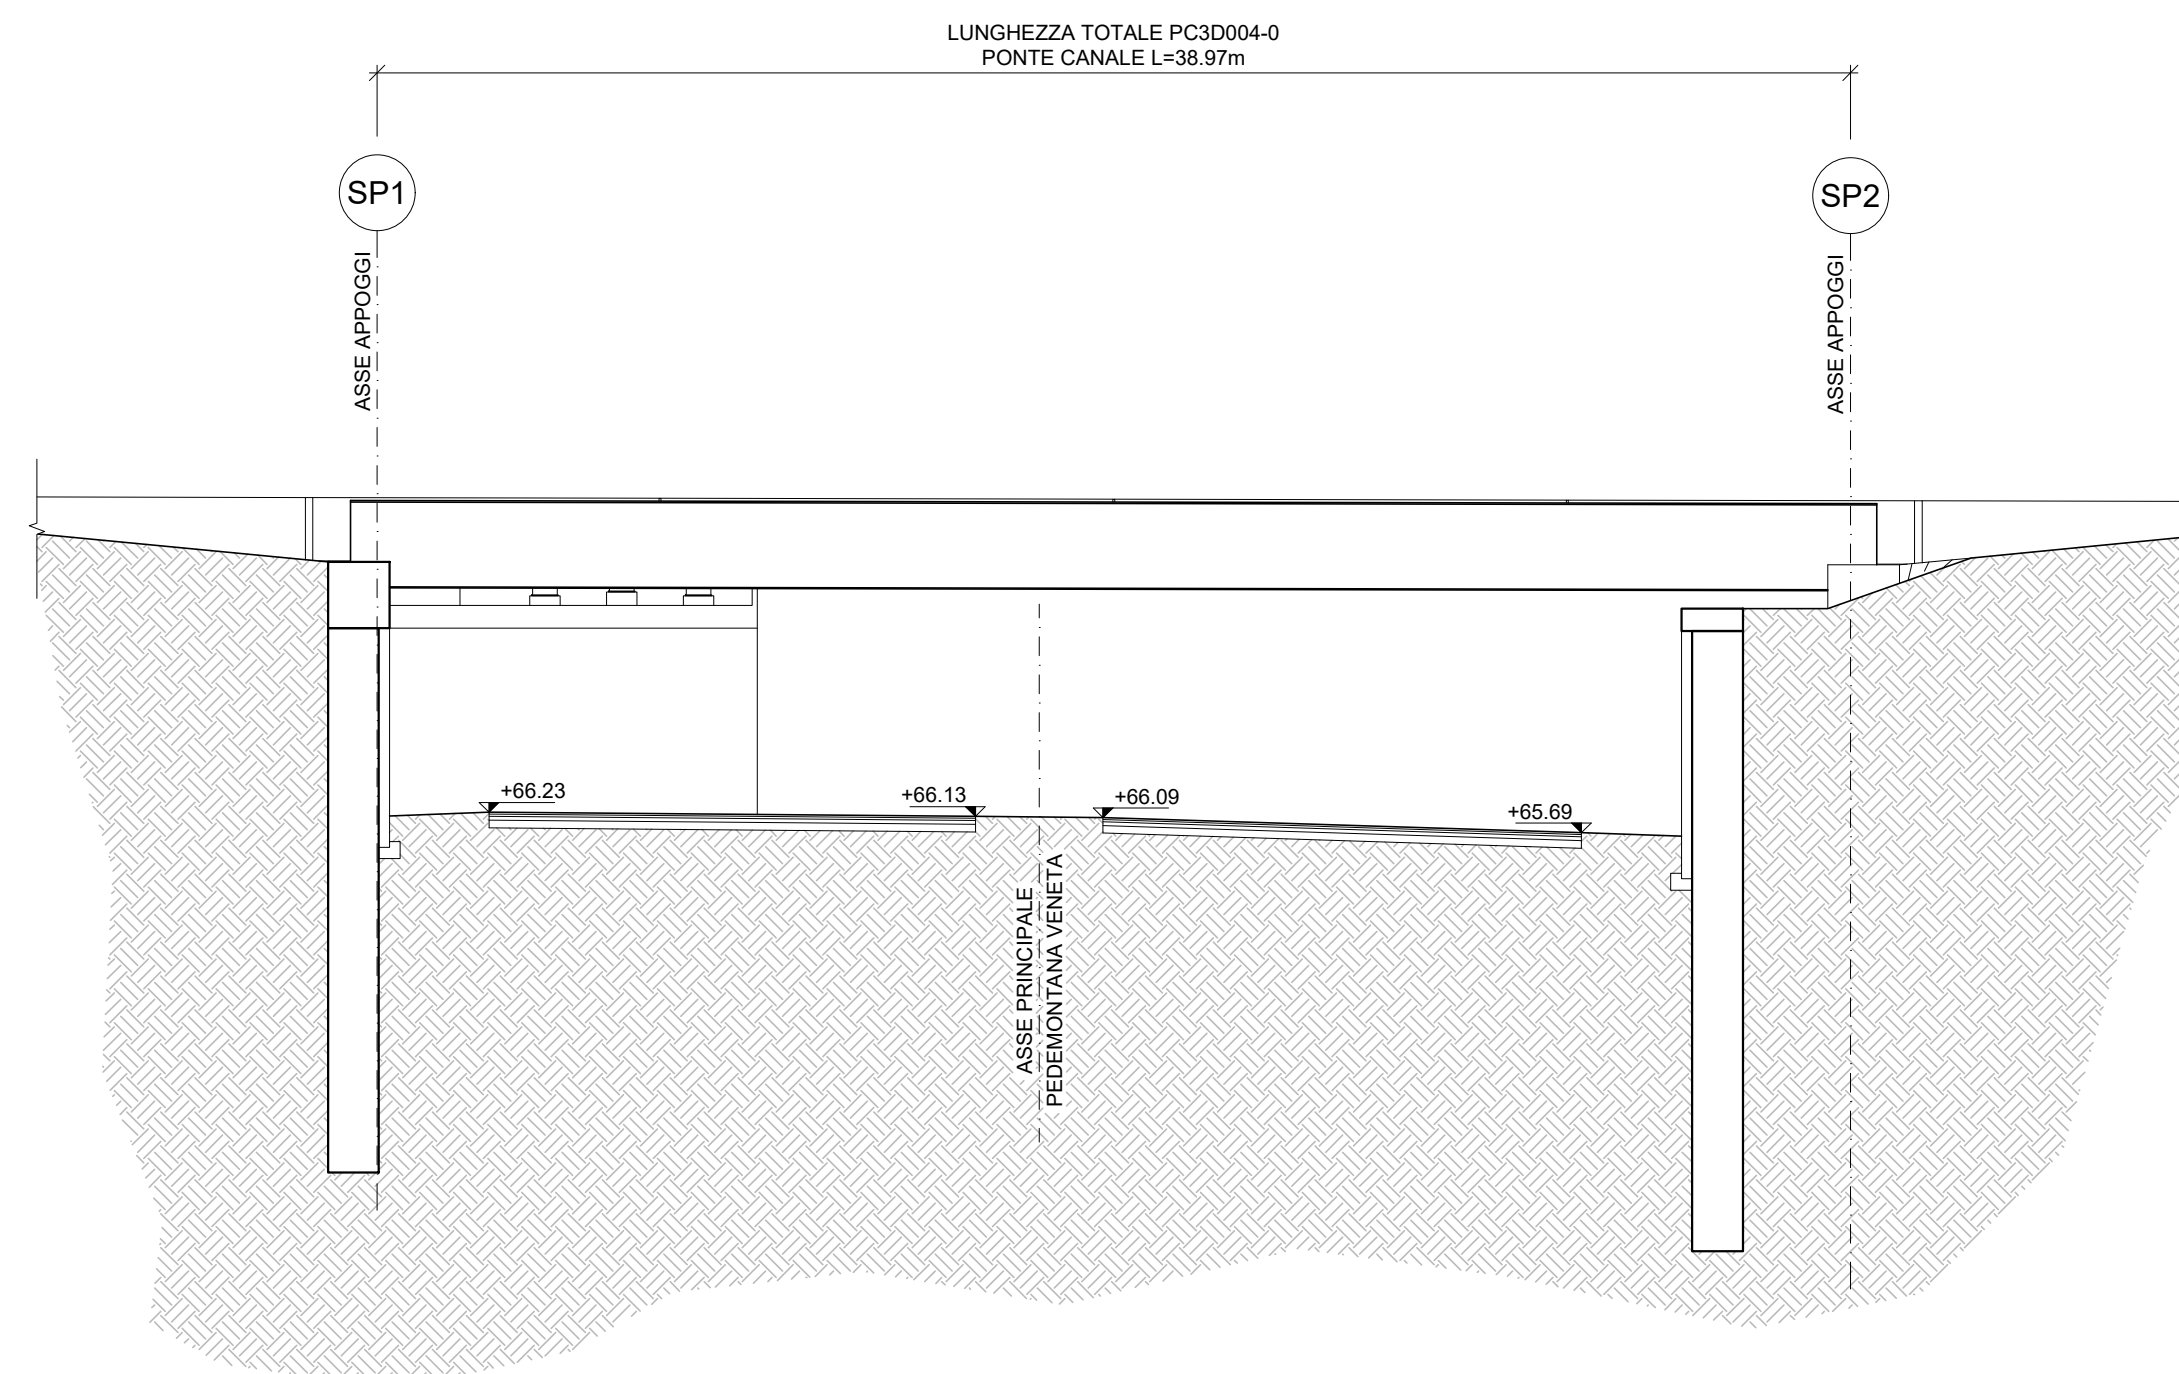 LUNGHEZZA TOTALE PC3D004-0
PONTE CANALE L=38.97m
SP1
SP2
ASSE APPOGGI
ASSE APPOGGI
+66.23
+66.13
+66.09
+65.69
ASSE PRINCIPALE
PEDEMONTANA VENETA